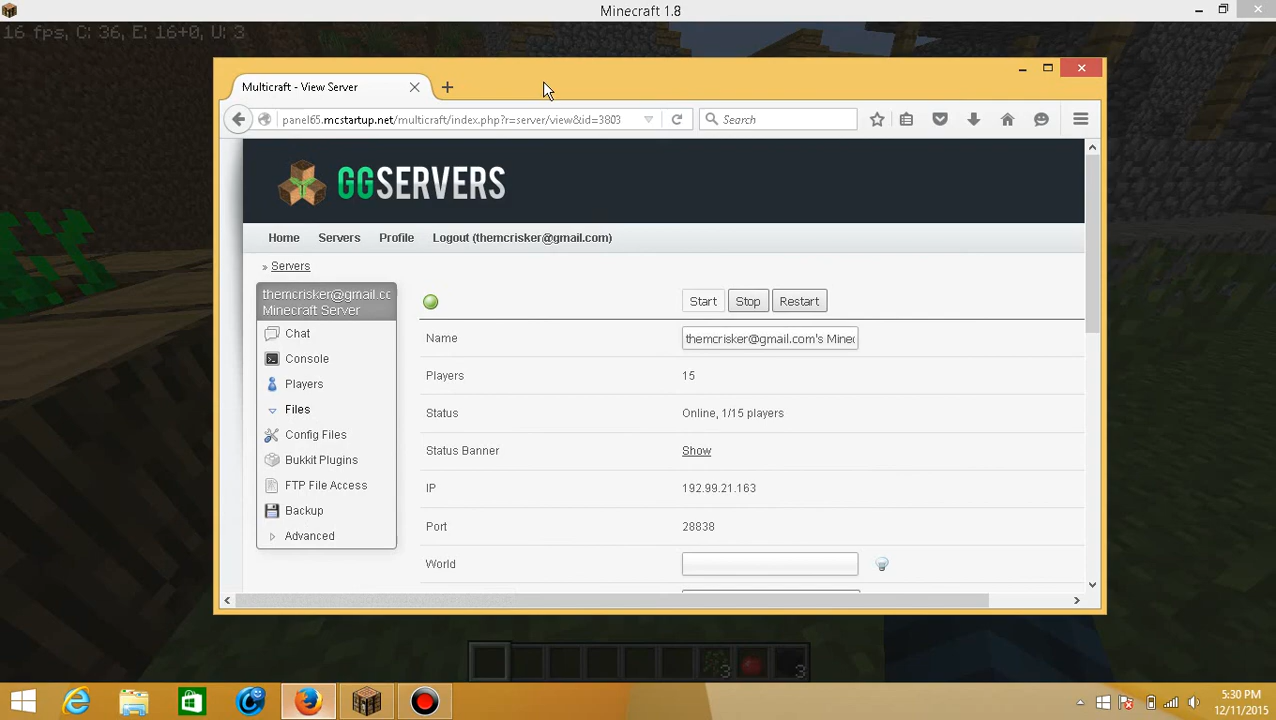 Minecraft 1.8
16 fps, C: 36, E: 16+0, U: 3
Multicraft - View Server
panel65.mcstartup.net/multicraft/index.php?r=server/view&id=3803
Search
GGSERVERS
Home Servers Profile Logout (themcrisker@gmail.com)
» Servers
themcrisker@gmail.cc
Minecraft Server
Chat
Console
Players
Files
Config Files
Bukkit Plugins
FTP File Access
Backup
Advanced
Start Stop Restart
Name themcrisker@gmail.com's Minec
Players 15
Status Online, 1/15 players
Status Banner Show
IP 192.99.21.163
Port 28838
World
3 3
5:30 PM
12/11/2015